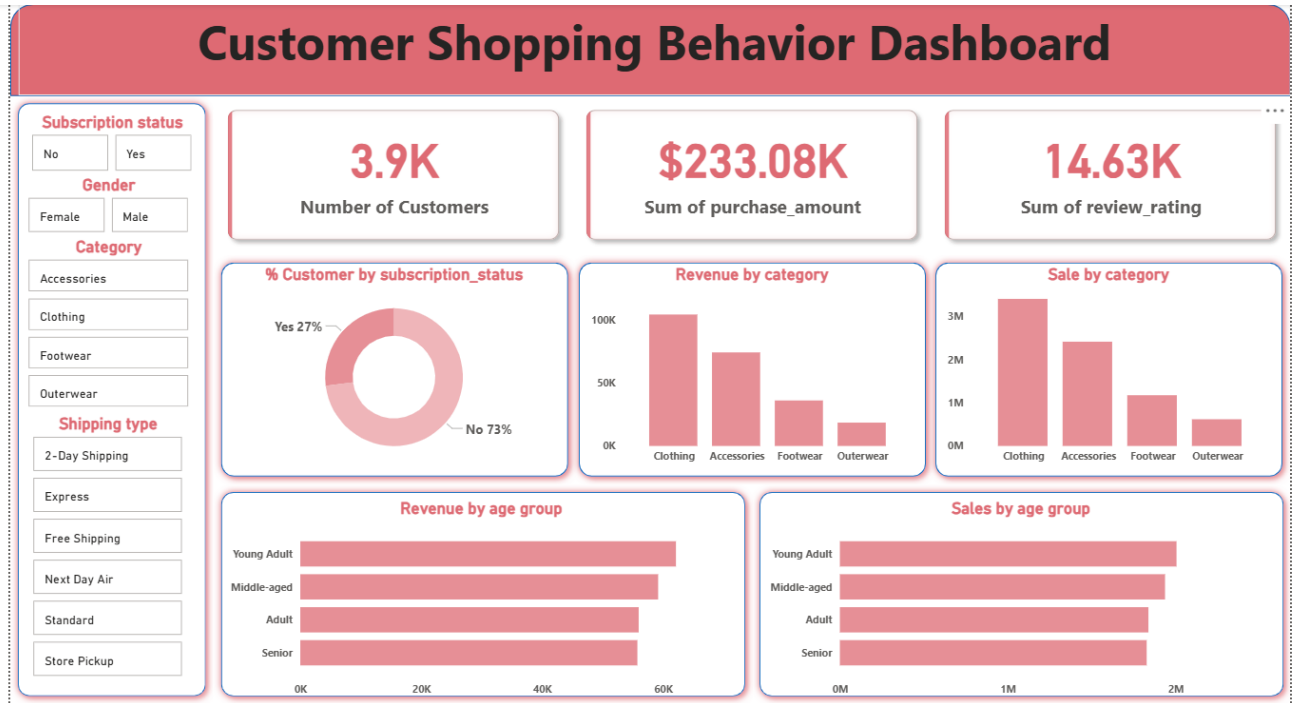 Customer Shopping Behavior Dashboard
Subscription status
No Yes
Gender
Female Male
Category
Accessories
Clothing
Footwear
Outerwear
Shipping type
2-Day Shipping
Express
Free Shipping
Next Day Air
Standard
Store Pickup
3.9K
Number of Customers
$233.08K
Sum of purchase_amount
14.63K
Sum of review_rating
% Customer by subscription_status
Yes 27%
No 73%
Revenue by category
100K
50K
0K
Clothing Accessories Footwear Outerwear
Sale by category
3M
2M
1M
0M
Clothing Accessories Footwear Outerwear
Revenue by age group
Young Adult
Middle-aged
Adult
Senior
0K 20K 40K 60K
Sales by age group
Young Adult
Middle-aged
Adult
Senior
0M 1M 2M